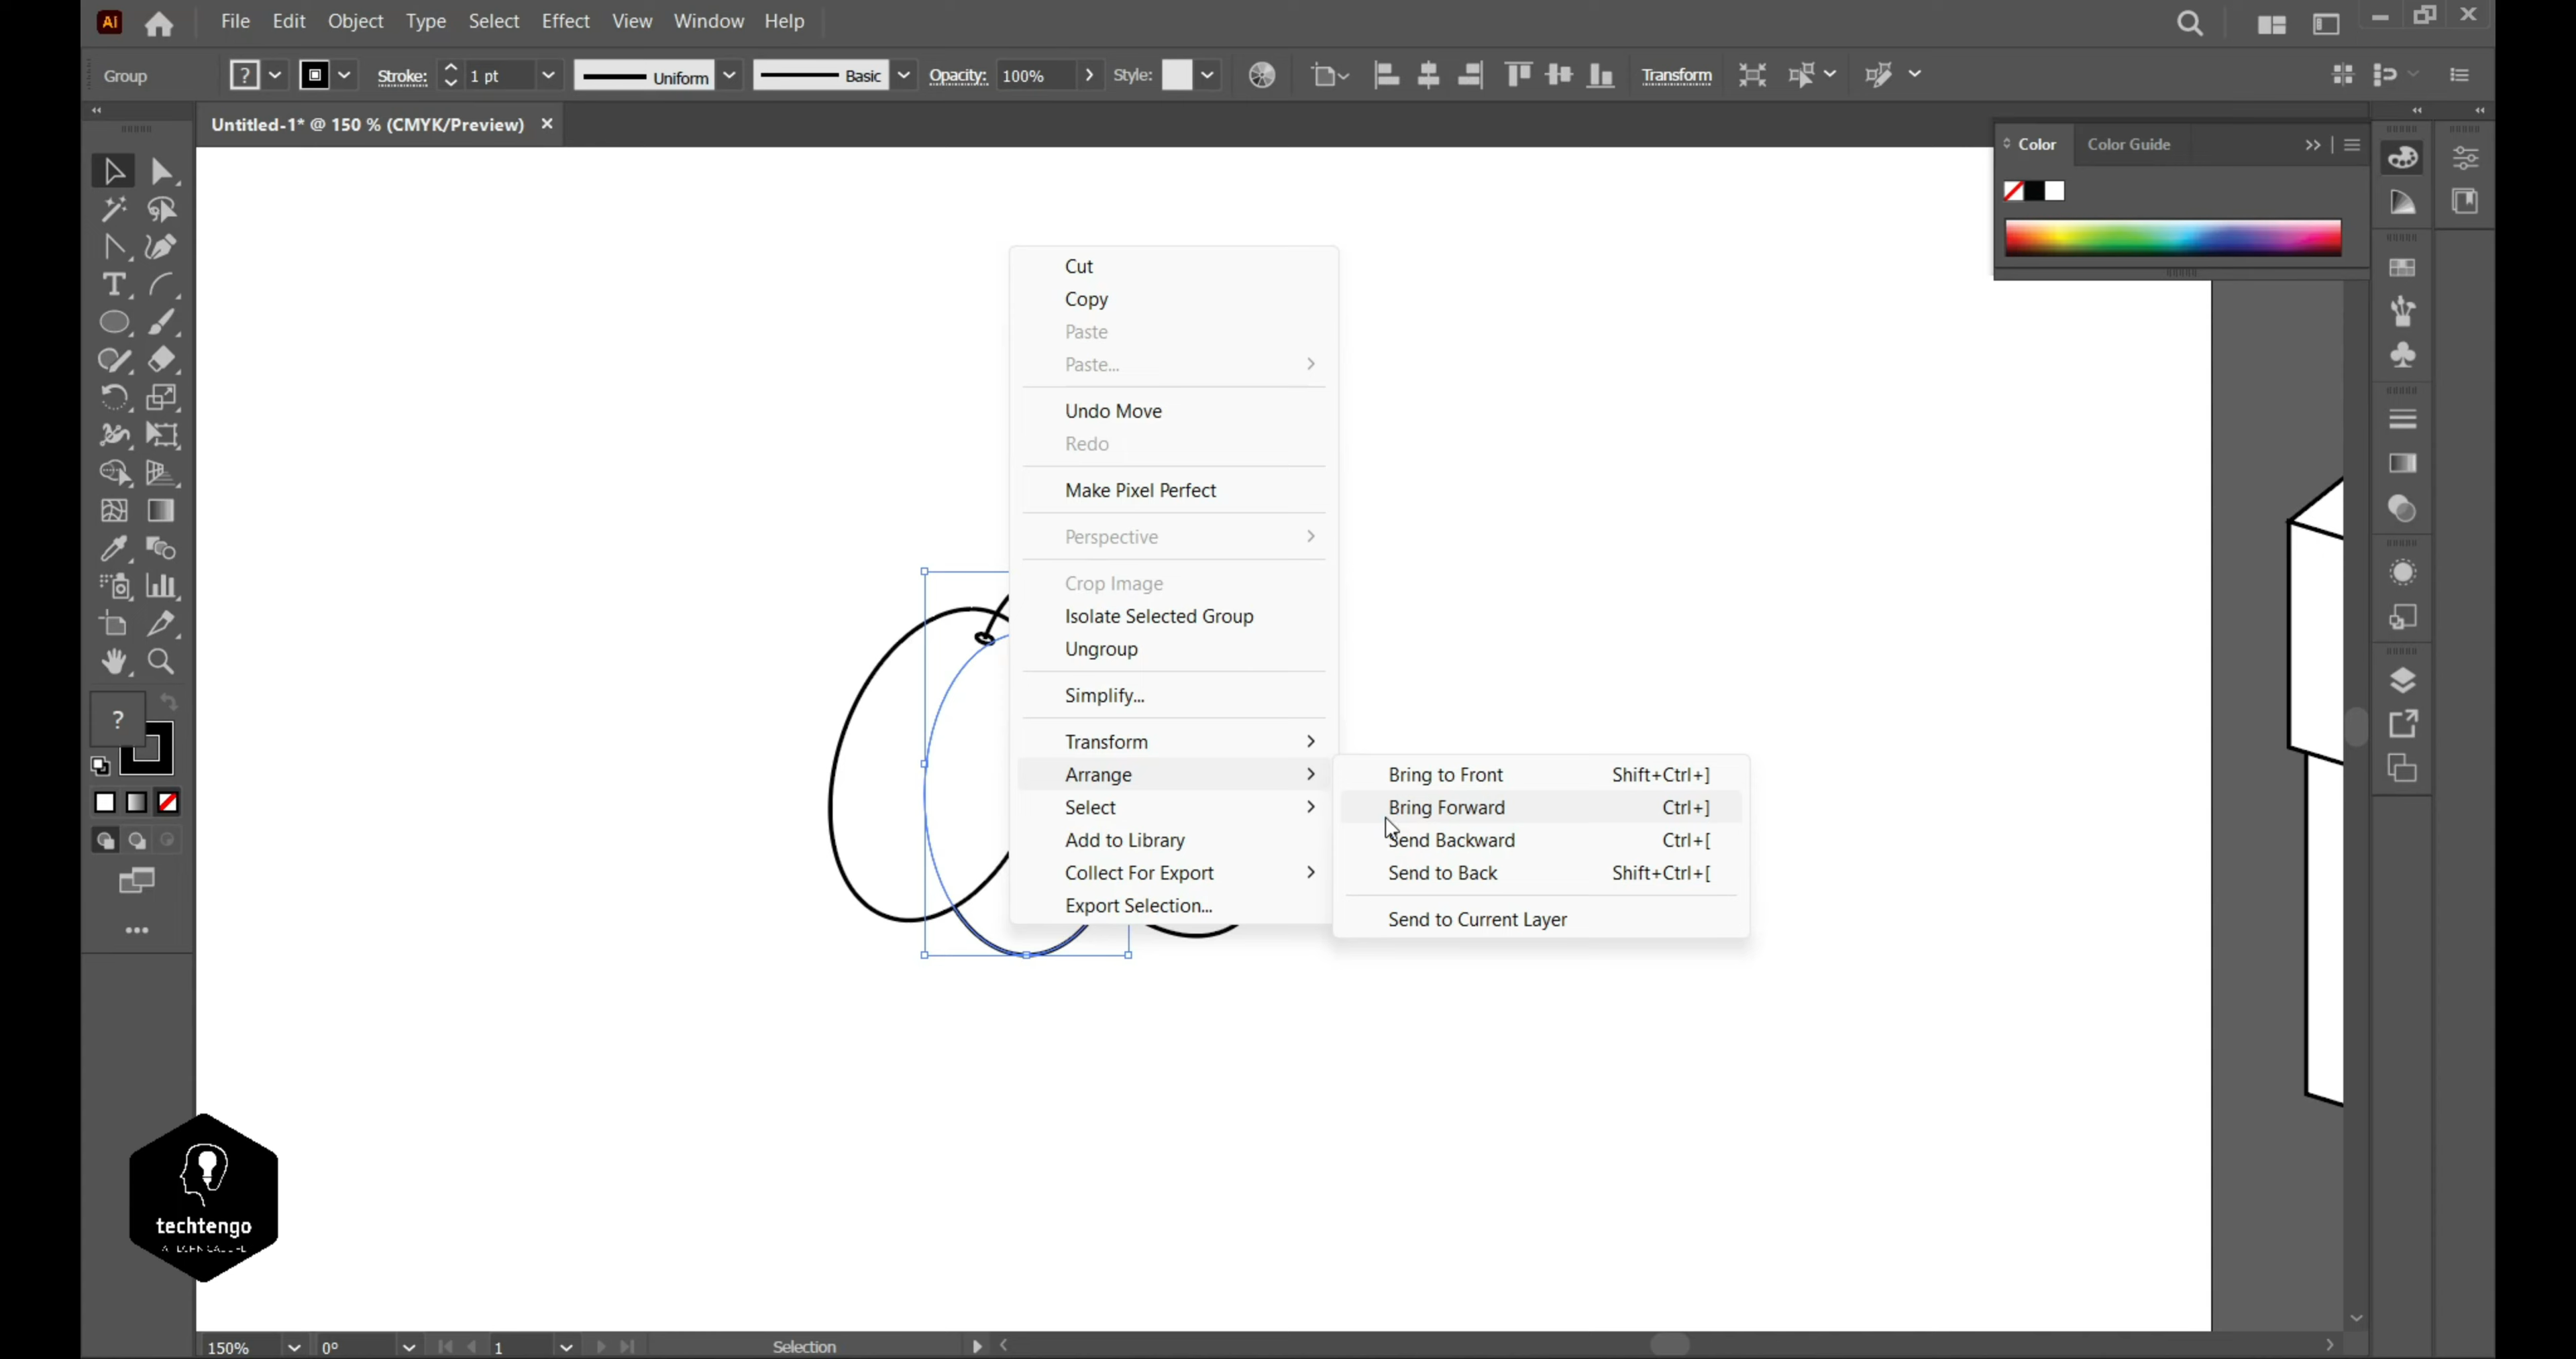 Ai File Edit Object Type Select Effect View Window Help
Group ? Stroke: 1 pt Uniform Basic Opacity: 100% Style: Transform
Untitled-1* @ 150 % (CMYK/Preview)
Color Color Guide
Cut
Copy
Paste
Paste...
Undo Move
Redo
Make Pixel Perfect
Perspective
Crop Image
Isolate Selected Group
Ungroup
Simplify...
Transform
Arrange
Select
Add to Library
Collect For Export
Export Selection...
Bring to Front Shift+Ctrl+]
Bring Forward Ctrl+]
Send Backward Ctrl+[
Send to Back Shift+Ctrl+[
Send to Current Layer
?
techtengo
150% 0° 1 Selection